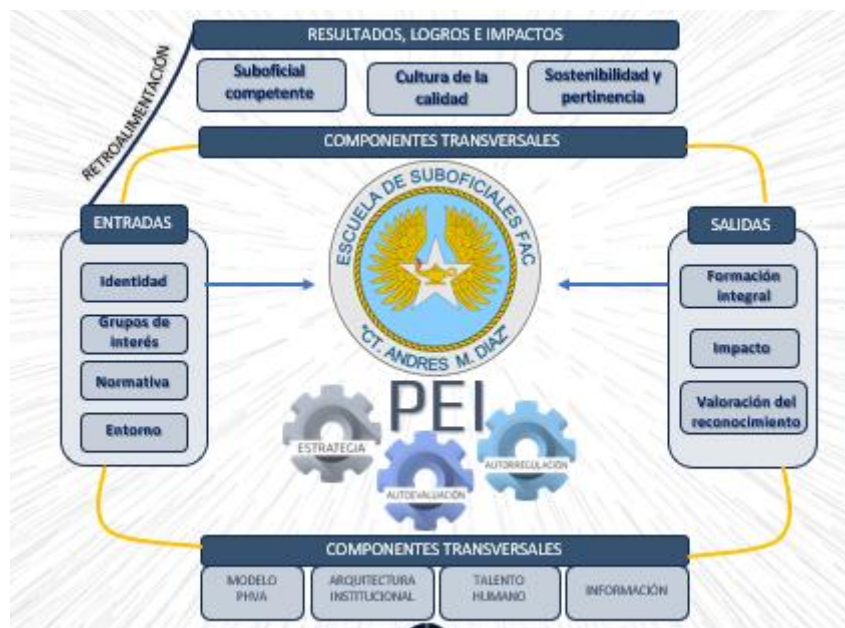 RESULTADOS, LOGROS E IMPACTOS
Suboficial
competente
Cultura de la
calidad
Sostenibilidad y
pertinencia
RETROALIMENTACIÓN
COMPONENTES TRANSVERSALES
ENTRADAS
Identidad
Grupos de
interés
Normativa
Entorno
ESCUELA DE SUBOFICIALES FAC
"CT. ANDRES M. DIAZ"
SALIDAS
Formación
integral
Impacto
Valoración del
reconocimiento
PEI
ESTRATEGIA
AUTOEVALUACIÓN
AUTORREGULACIÓN
COMPONENTES TRANSVERSALES
MODELO
PHVA
ARQUITECTURA
INSTITUCIONAL
TALENTO
HUMANO
INFORMACIÓN